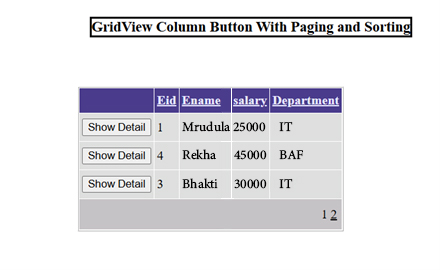 GridView Column Button With Paging and Sorting
Eid Ename salary Department
Show Detail 1 Mrudula 25000 IT
Show Detail 4 Rekha 45000 BAF
Show Detail 3 Bhakti 30000 IT
1 2